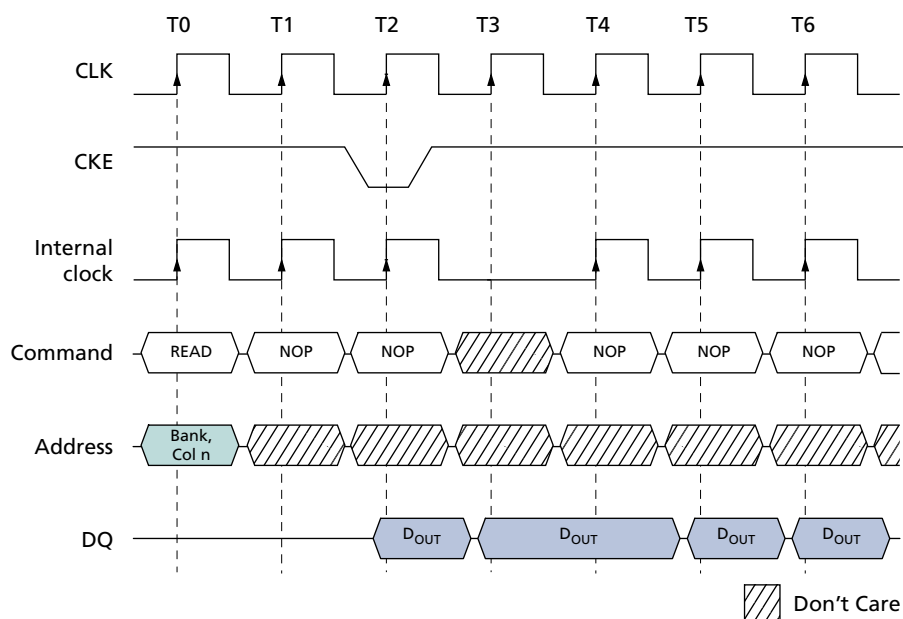 T0 T1 T2 T3 T4 T5 T6
CLK
CKE
Internal
clock
Command READ NOP NOP NOP NOP NOP
Address Bank,
Col n
DQ DOUT DOUT DOUT DOUT
Don't Care